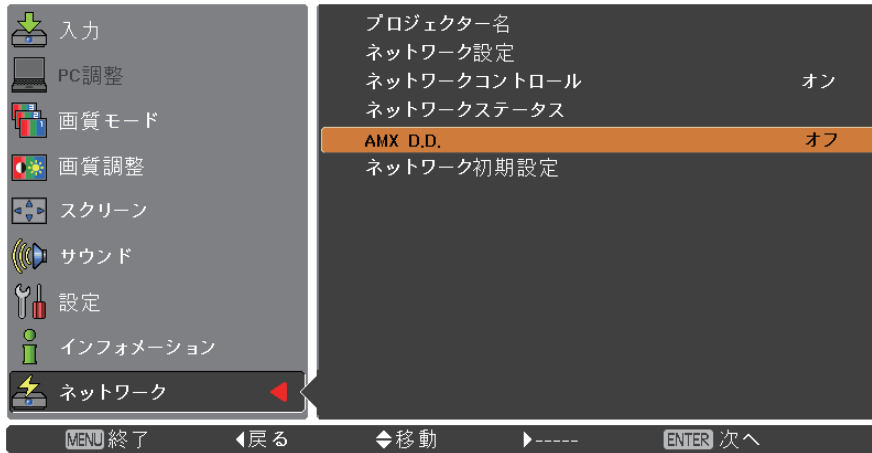 入力
PC調整
画質モード
画質調整
スクリーン
サウンド
設定
インフォメーション
ネットワーク
プロジェクター名
ネットワーク設定
ネットワークコントロール オン
ネットワークステータス
AMX D.D. オフ
ネットワーク初期設定
MENU 終了 ◀戻る ◆移動 ▶----- ENTER 次へ